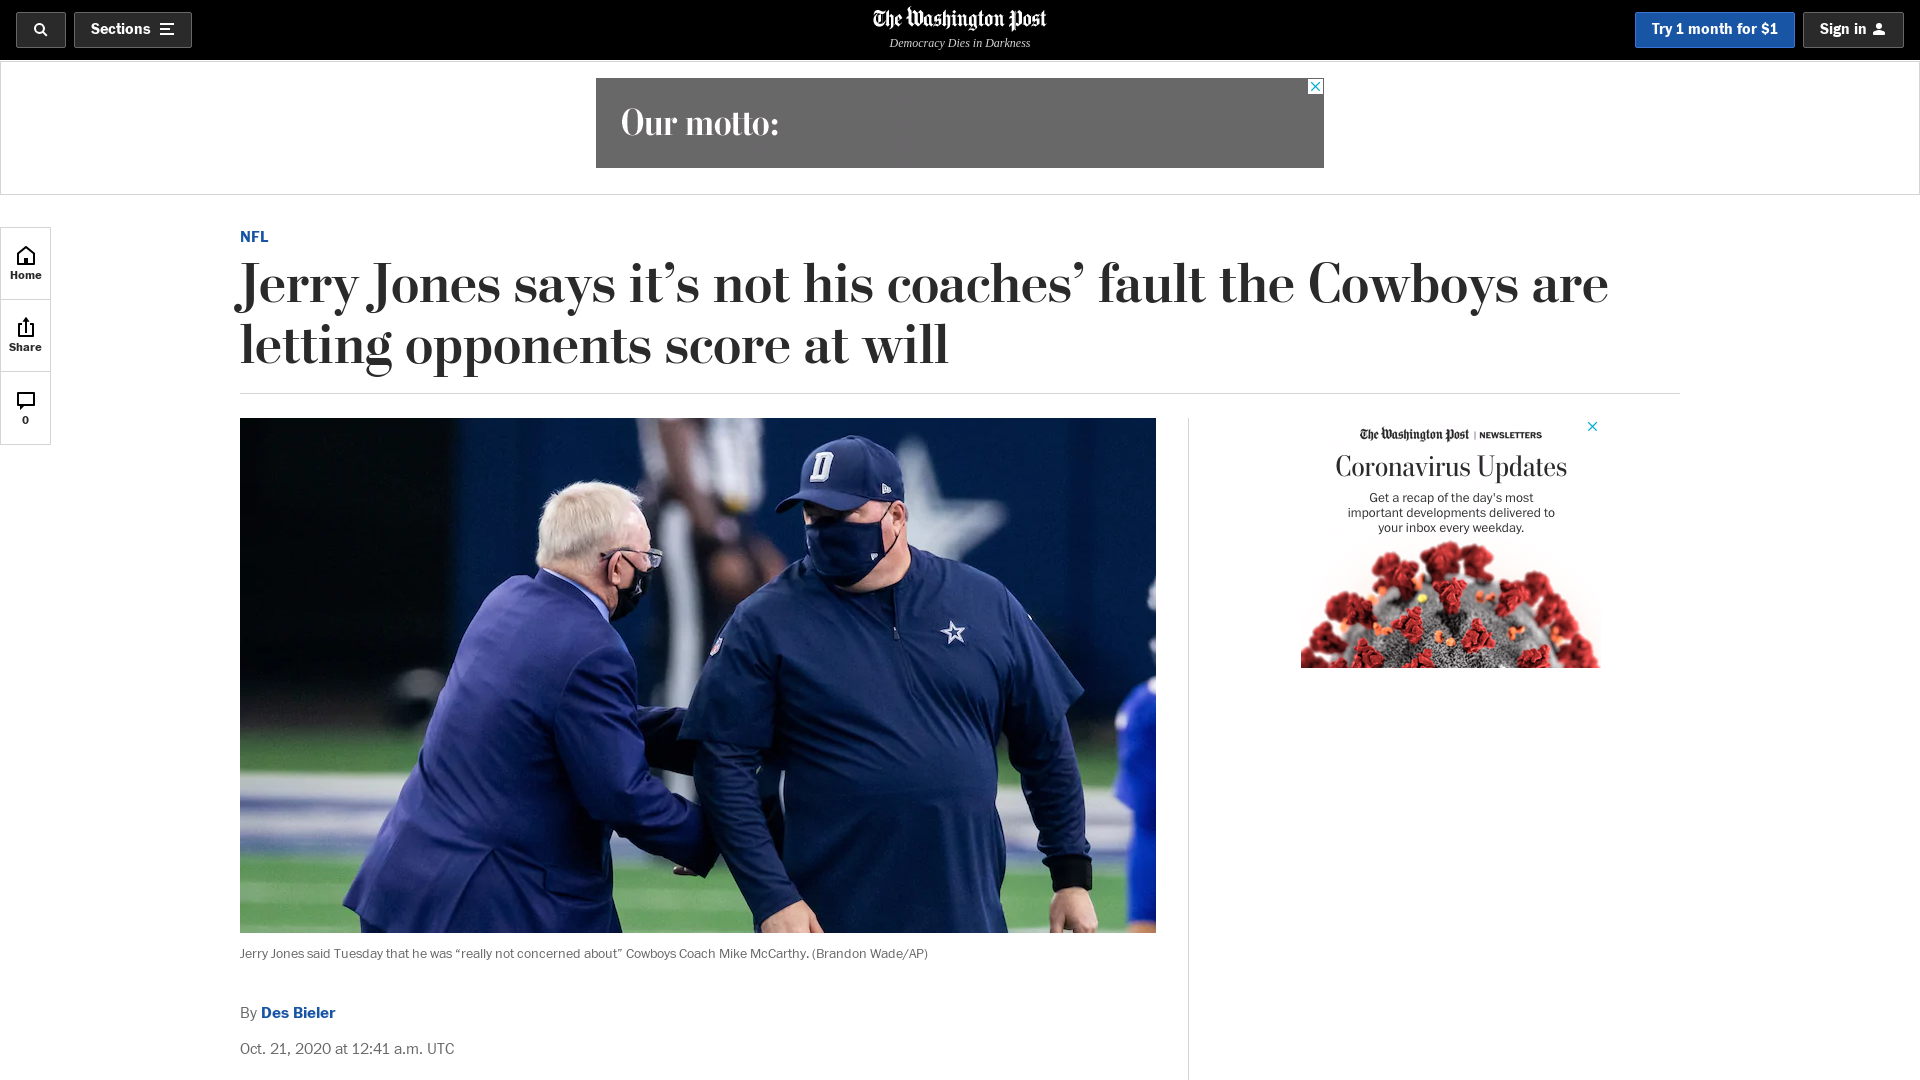 Sections
The Washington Post
Democracy Dies in Darkness
Try 1 month for $1
Sign in
Our motto:
Home
Share
0
NFL
Jerry Jones says it’s not his coaches’ fault the Cowboys are
letting opponents score at will
D
The Washington Post | NEWSLETTERS
Coronavirus Updates
Get a recap of the day's most
important developments delivered to
your inbox every weekday.
Jerry Jones said Tuesday that he was “really not concerned about” Cowboys Coach Mike McCarthy. (Brandon Wade/AP)
By Des Bieler
Oct. 21, 2020 at 12:41 a.m. UTC